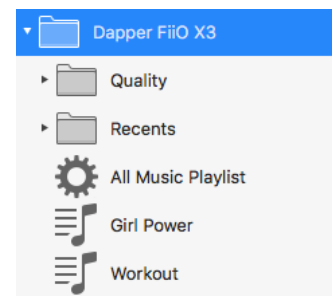 Dapper FiiO X3
Quality
Recents
All Music Playlist
Girl Power
Workout